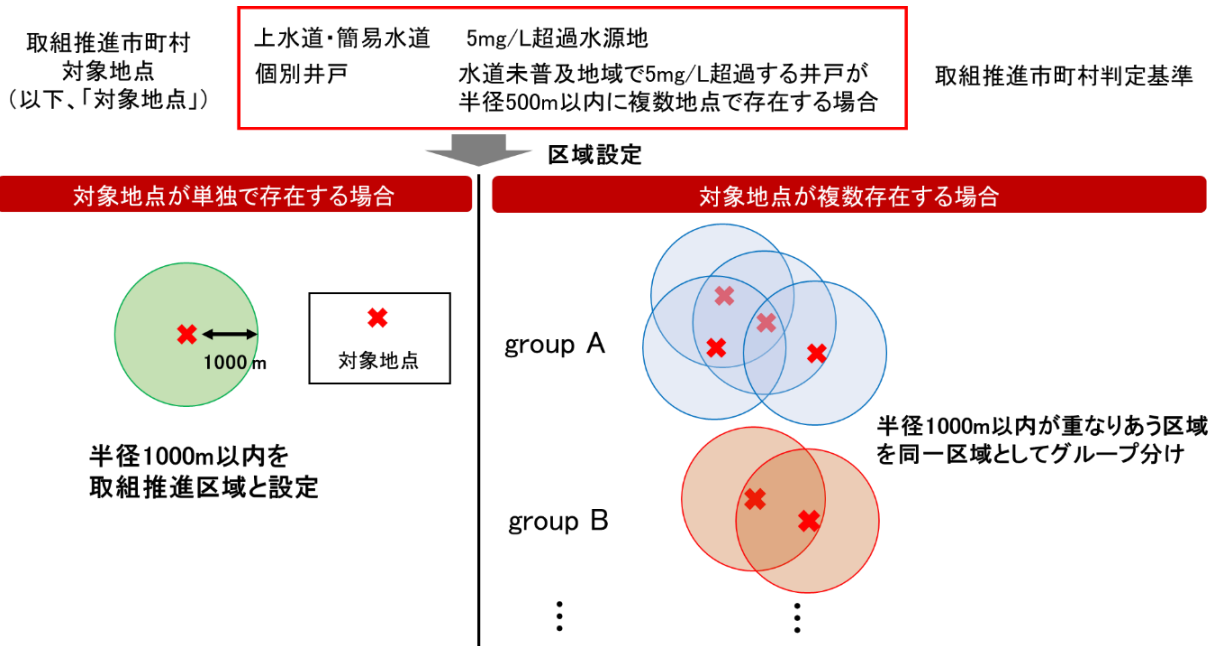 取組推進市町村
対象地点
(以下、「対象地点」)
上水道・簡易水道 5mg/L超過水源地
個別井戸 水道未普及地域で5mg/L超過する井戸が
半径500m以内に複数地点で存在する場合
取組推進市町村判定基準
区域設定
対象地点が単独で存在する場合
1000 m
対象地点
半径1000m以内を
取組推進区域と設定
対象地点が複数存在する場合
group A
半径1000m以内が重なりあう区域
を同一区域としてグループ分け
group B
⋮ ⋮